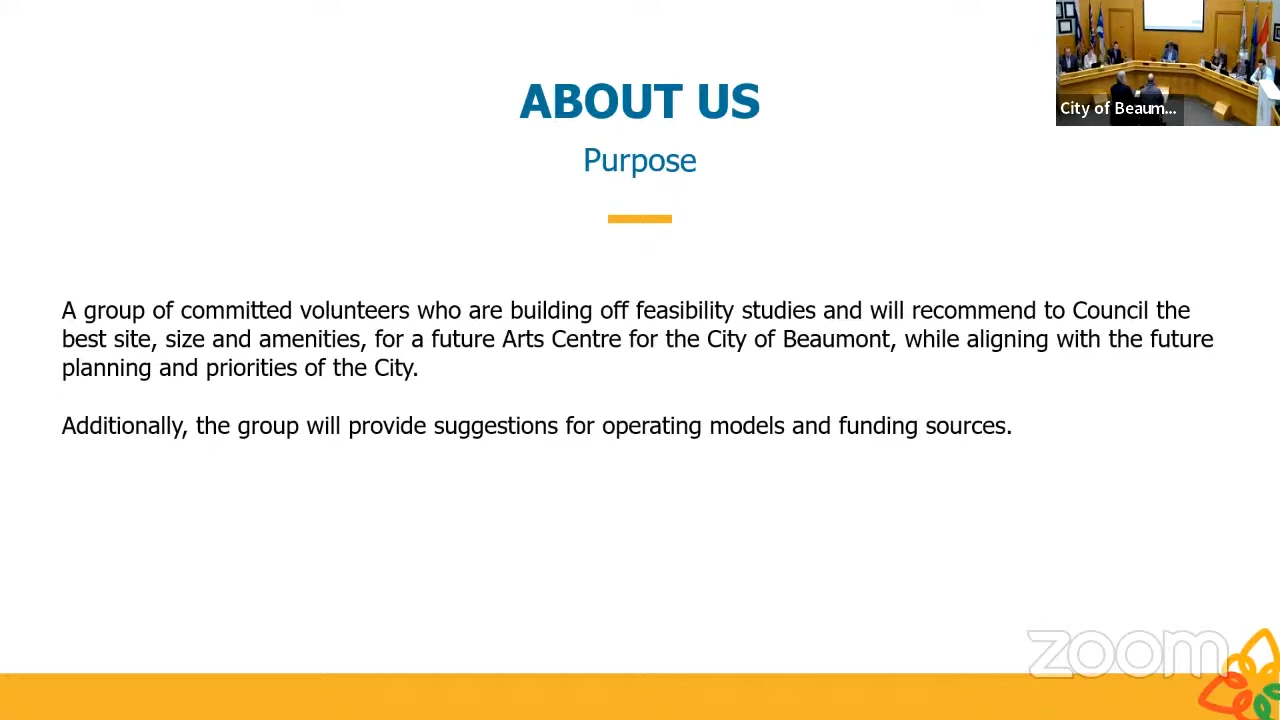 ABOUT US
Purpose
City of Beaum...
A group of committed volunteers who are building off feasibility studies and will recommend to Council the
best site, size and amenities, for a future Arts Centre for the City of Beaumont, while aligning with the future
planning and priorities of the City.
Additionally, the group will provide suggestions for operating models and funding sources.
zoom